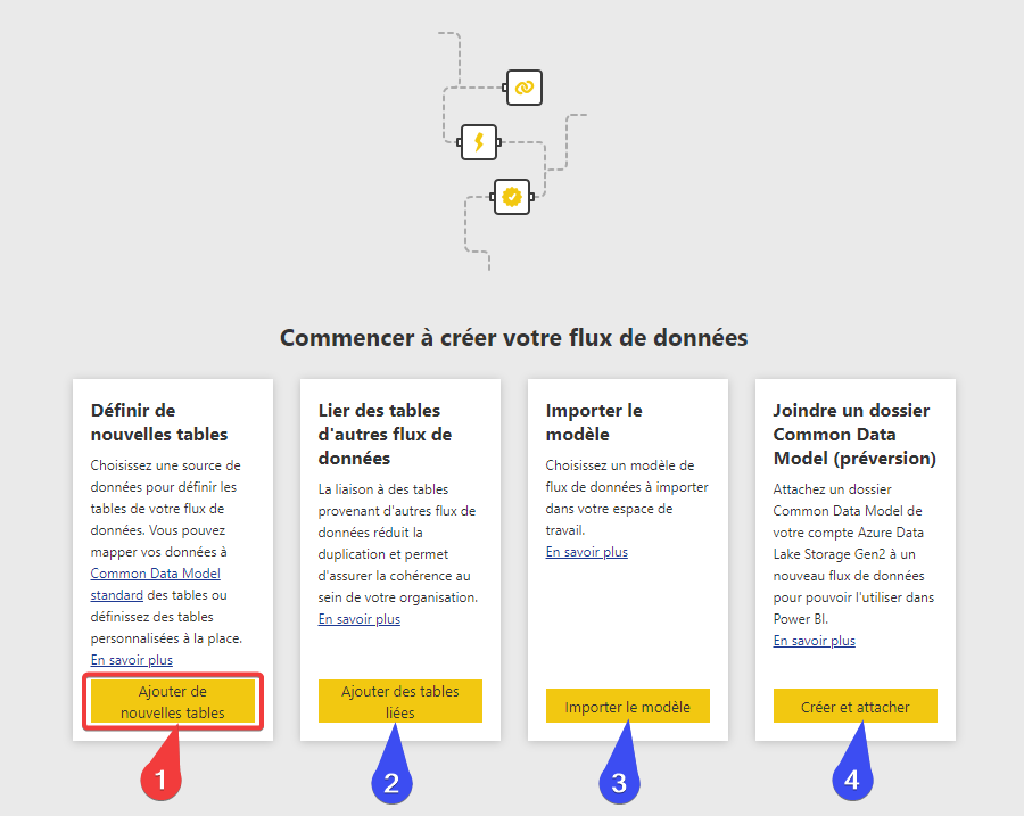 Commencer à créer votre flux de données
Définir de
nouvelles tables
Choisissez une source de
données pour définir les
tables de votre flux de
données. Vous pouvez
mapper vos données à
Common Data Model
standard des tables ou
définissez des tables
personnalisées à la place.
En savoir plus
Ajouter de
nouvelles tables
1
Lier des tables
d'autres flux de
données
La liaison à des tables
provenant d'autres flux de
données réduit la
duplication et permet
d'assurer la cohérence au
sein de votre organisation.
En savoir plus
Ajouter des tables
liées
2
Importer le
modèle
Choisissez un modèle de
flux de données à importer
dans votre espace de
travail.
En savoir plus
Importer le modèle
3
Joindre un dossier
Common Data
Model (préversion)
Attachez un dossier
Common Data Model de
votre compte Azure Data
Lake Storage Gen2 à un
nouveau flux de données
pour pouvoir l'utiliser dans
Power BI.
En savoir plus
Créer et attacher
4